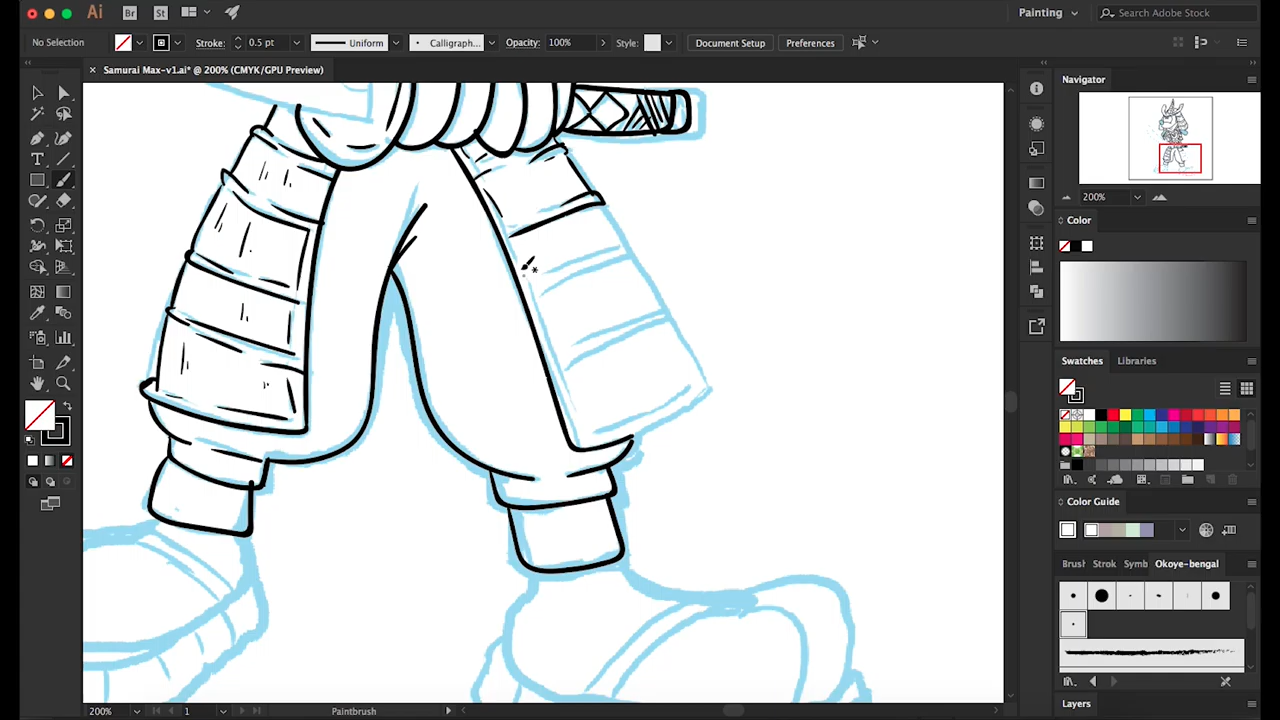 Ai Br St Painting Search Adobe Stock
No Selection Stroke: 0.5 pt Uniform Calligraph... Opacity: 100% Style: Document Setup Preferences
Samurai Max-v1.ai* @ 200% (CMYK/GPU Preview)
Navigator
200%
Color
Swatches Libraries
Color Guide
Brush Strok Symb Okoye-bengal
Layers
200% 1 Paintbrush